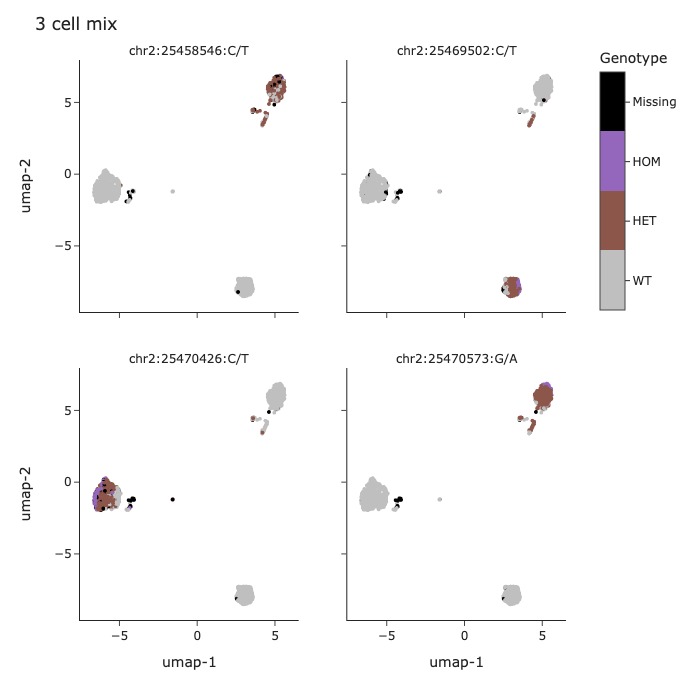 3 cell mix
chr2:25458546:C/T
chr2:25469502:C/T
Genotype
Missing
HOM
HET
WT
5
0
−5
umap-2
chr2:25470426:C/T
chr2:25470573:G/A
5
0
−5
umap-2
−5 0 5
−5 0 5
umap-1
umap-1